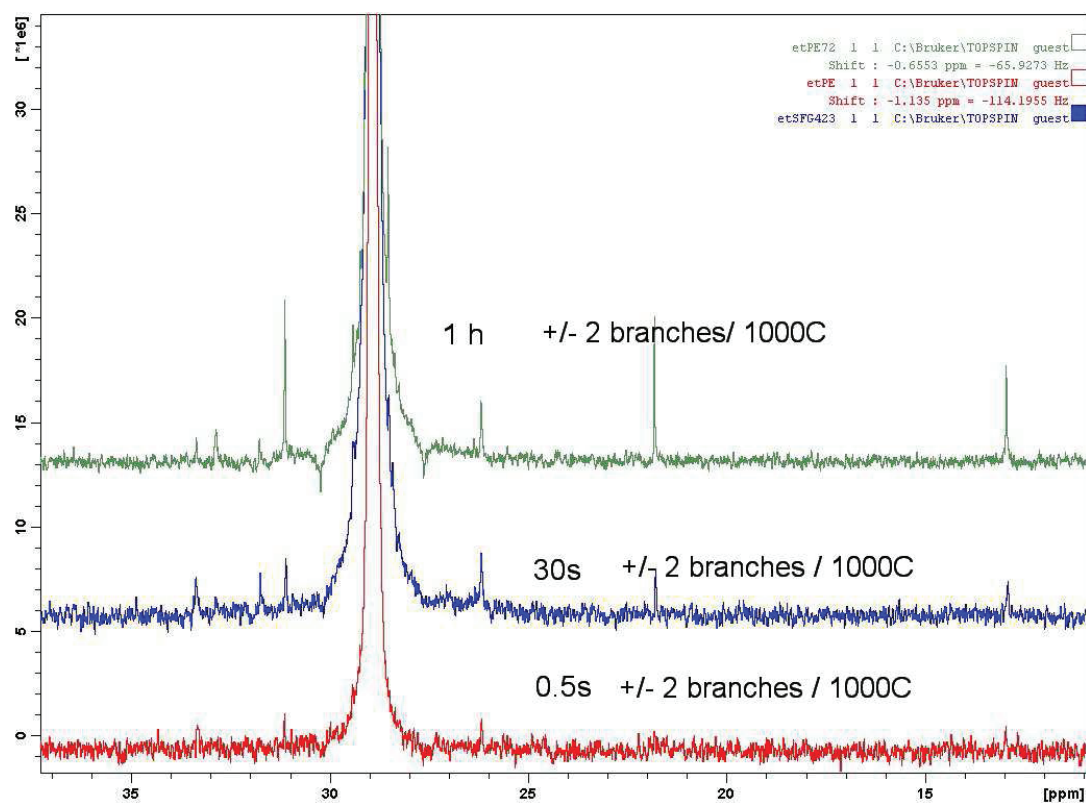 [*1e6]
etPE72 1 1 C:\Bruker\TOPSPIN guest
Shift : -0.6553 ppm = -65.9273 Hz
etPE 1 1 C:\Bruker\TOPSPIN guest
Shift : -1.135 ppm = -114.1955 Hz
etSFG423 1 1 C:\Bruker\TOPSPIN guest
30
25
20
1 h +/- 2 branches/ 1000C
15
10
30s +/- 2 branches / 1000C
5
0.5s +/- 2 branches / 1000C
0
35 30 25 20 15 [ppm]